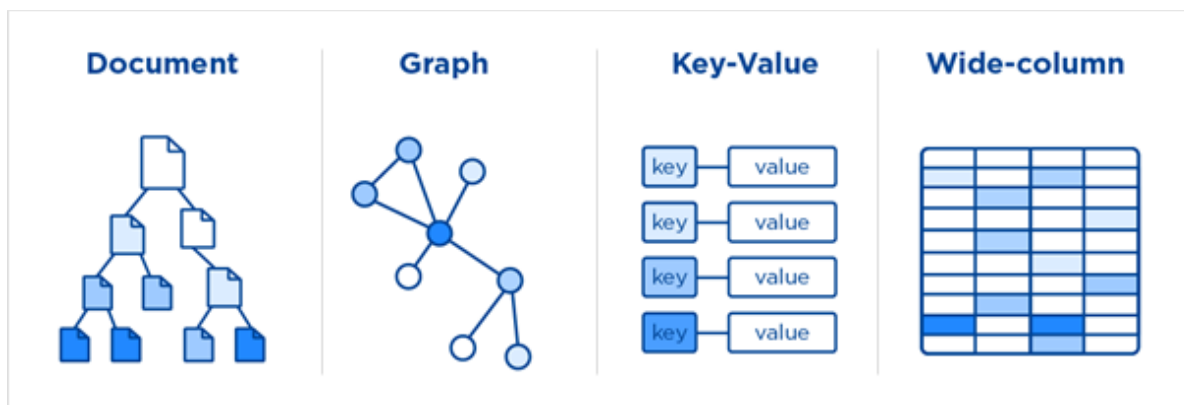 Document
Graph
Key-Value
Wide-column
key value
key value
key value
key value